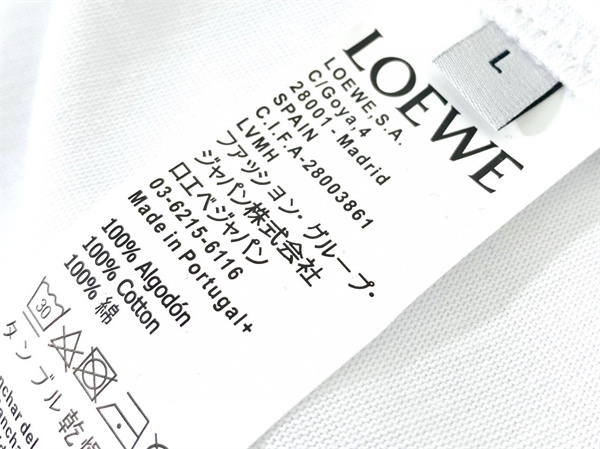 L
LOEWE
LOEWE,S.A.
C/Goya.4
28001 - Madrid
SPAIN
C.I.F.A-28003861
LVMH
ファッション・グループ・
ジャパン株式会社
ロエベジャパン
03-6215-6116
Made in Portugal+
100% Algodón
100% Cotton
100% 綿
30
タンブル乾燥
nchar del